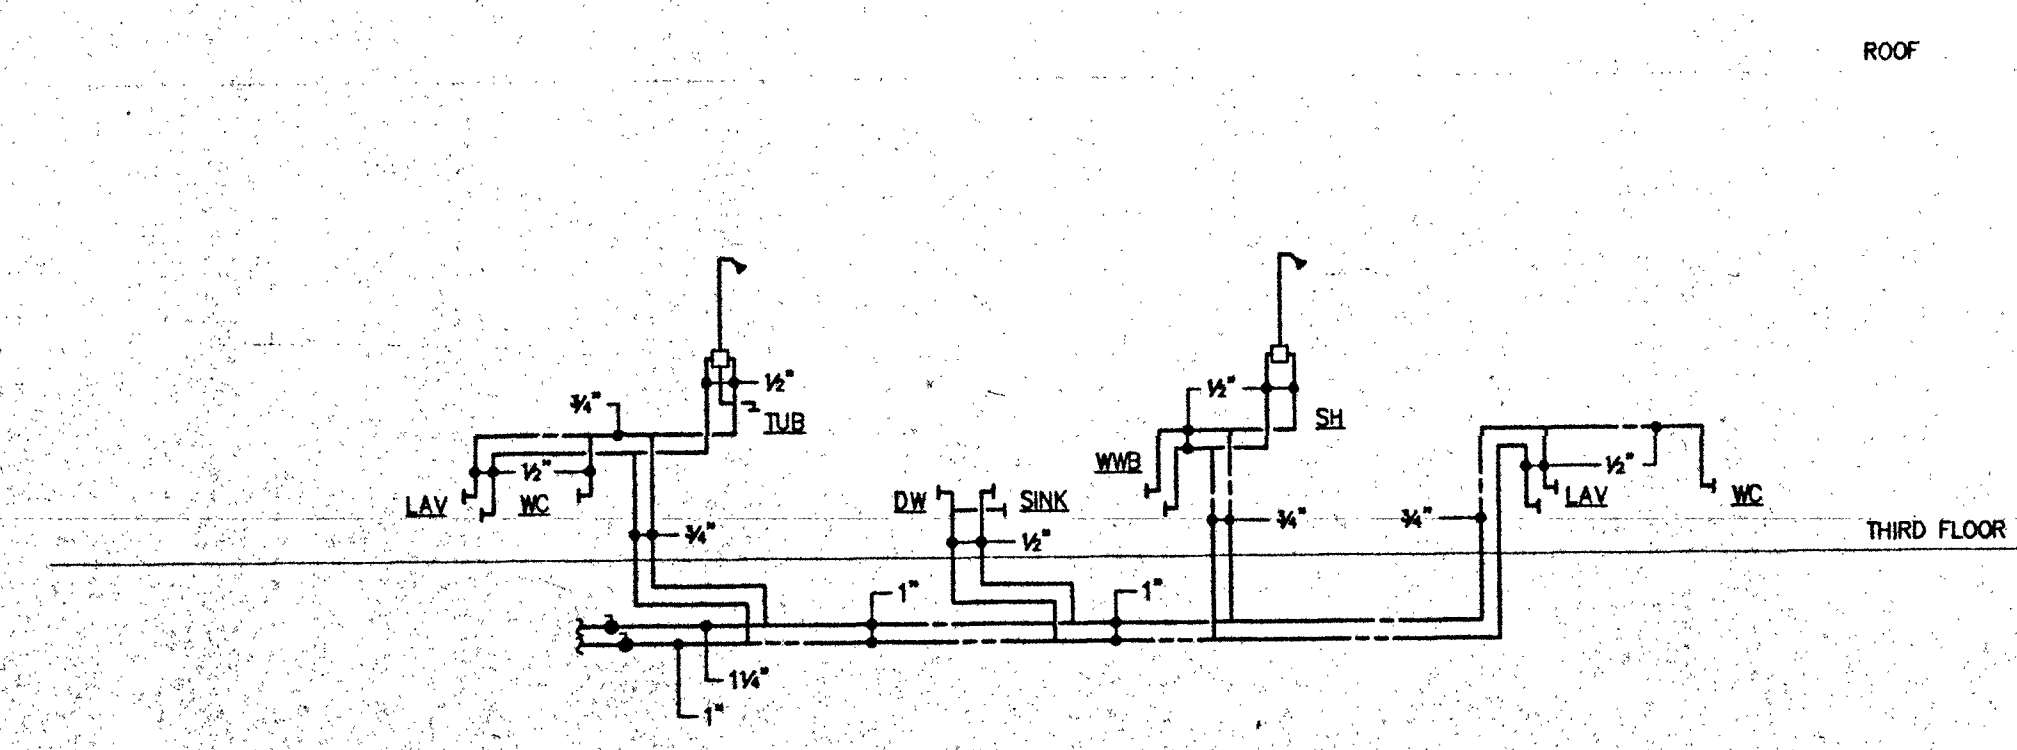 ROOF
½"
¾"
TUB
½"
SH
½"
LAV
WC
WWB
½"
LAV
WC
DW
SINK
¾"
¾"
¾"
½"
THIRD FLOOR
1"
1"
1¼"
1"